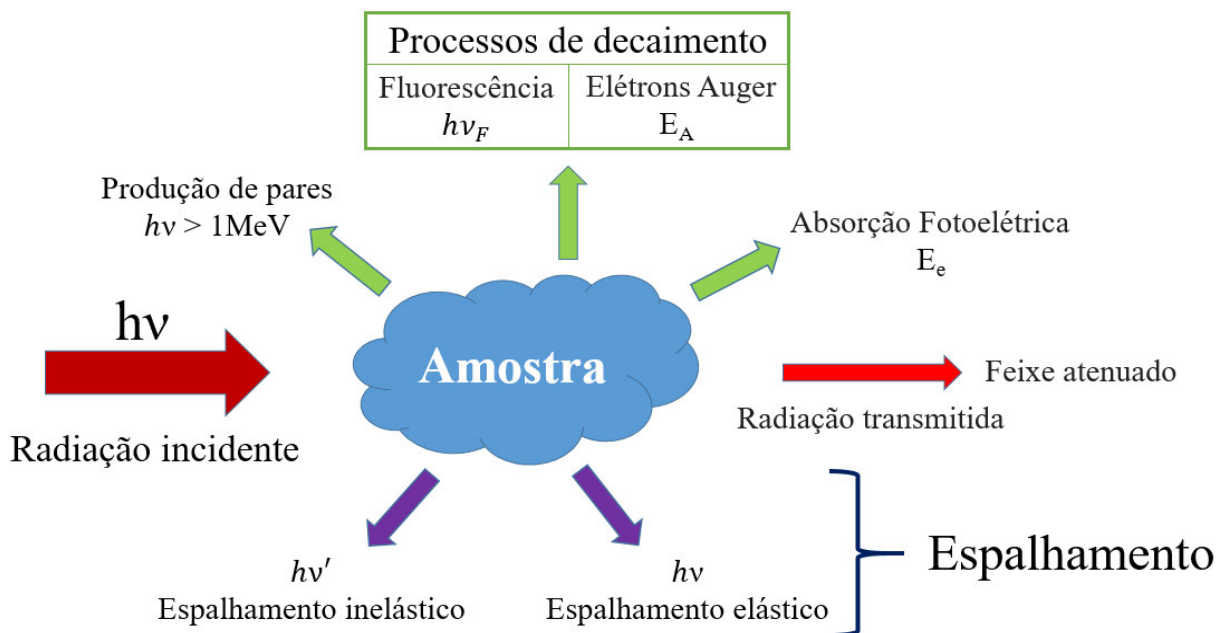 Processos de decaimento
Fluorescência
hν_F
Elétrons Auger
E_A
Produção de pares
hν > 1MeV
Absorção Fotoelétrica
E_e
hν
Radiação incidente
Amostra
Feixe atenuado
Radiação transmitida
hν′
Espalhamento inelástico
hν
Espalhamento elástico
Espalhamento